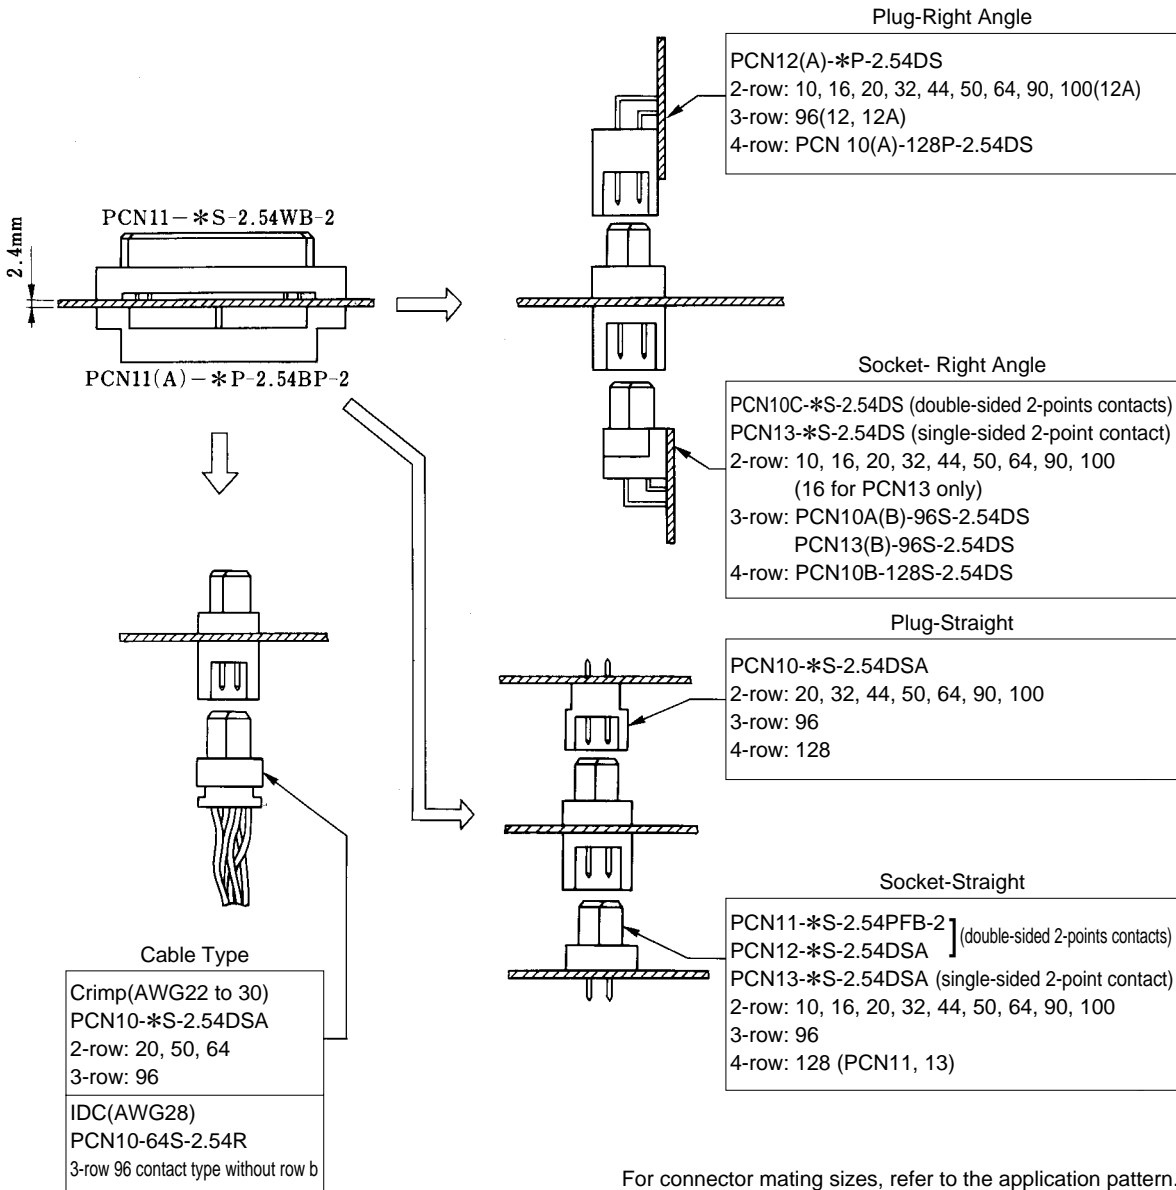 Plug-Right Angle
PCN12(A)-*P-2.54DS
2-row: 10, 16, 20, 32, 44, 50, 64, 90, 100(12A)
3-row: 96(12, 12A)
4-row: PCN 10(A)-128P-2.54DS
PCN11-*S-2.54WB-2
2.4mm
PCN11(A)-*P-2.54BP-2
Socket- Right Angle
PCN10C-*S-2.54DS (double-sided 2-points contacts)
PCN13-*S-2.54DS (single-sided 2-point contact)
2-row: 10, 16, 20, 32, 44, 50, 64, 90, 100
(16 for PCN13 only)
3-row: PCN10A(B)-96S-2.54DS
PCN13(B)-96S-2.54DS
4-row: PCN10B-128S-2.54DS
Plug-Straight
PCN10-*S-2.54DSA
2-row: 20, 32, 44, 50, 64, 90, 100
3-row: 96
4-row: 128
Socket-Straight
PCN11-*S-2.54PFB-2
PCN12-*S-2.54DSA ] (double-sided 2-points contacts)
PCN13-*S-2.54DSA (single-sided 2-point contact)
2-row: 10, 16, 20, 32, 44, 50, 64, 90, 100
3-row: 96
4-row: 128 (PCN11, 13)
Cable Type
Crimp(AWG22 to 30)
PCN10-*S-2.54DSA
2-row: 20, 50, 64
3-row: 96
IDC(AWG28)
PCN10-64S-2.54R
3-row 96 contact type without row b
For connector mating sizes, refer to the application pattern.